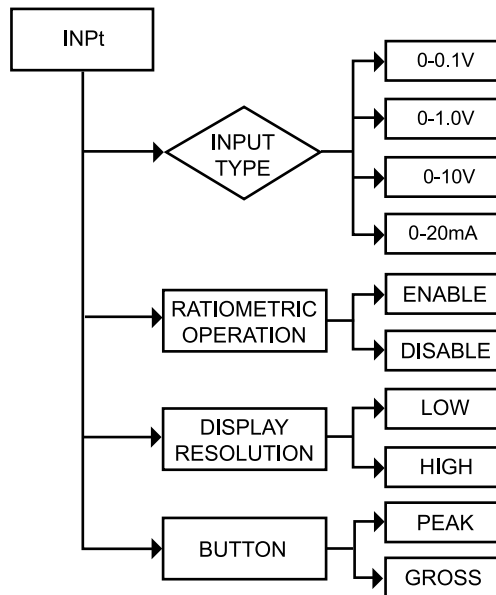 INPt
INPUT
TYPE
0-0.1V
0-1.0V
0-10V
0-20mA
RATIOMETRIC
OPERATION
ENABLE
DISABLE
DISPLAY
RESOLUTION
LOW
HIGH
BUTTON
PEAK
GROSS